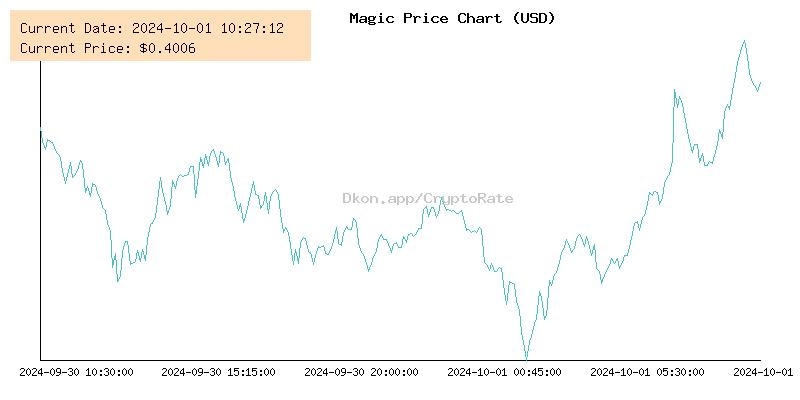 Magic Price Chart (USD)
Current Date: 2024-10-01 10:27:12
Current Price: $0.4006
Dkon.app/CryptoRate
2024-09-30 10:30:00 2024-09-30 15:15:00 2024-09-30 20:00:00 2024-10-01 00:45:00 2024-10-01 05:30:00 2024-10-01